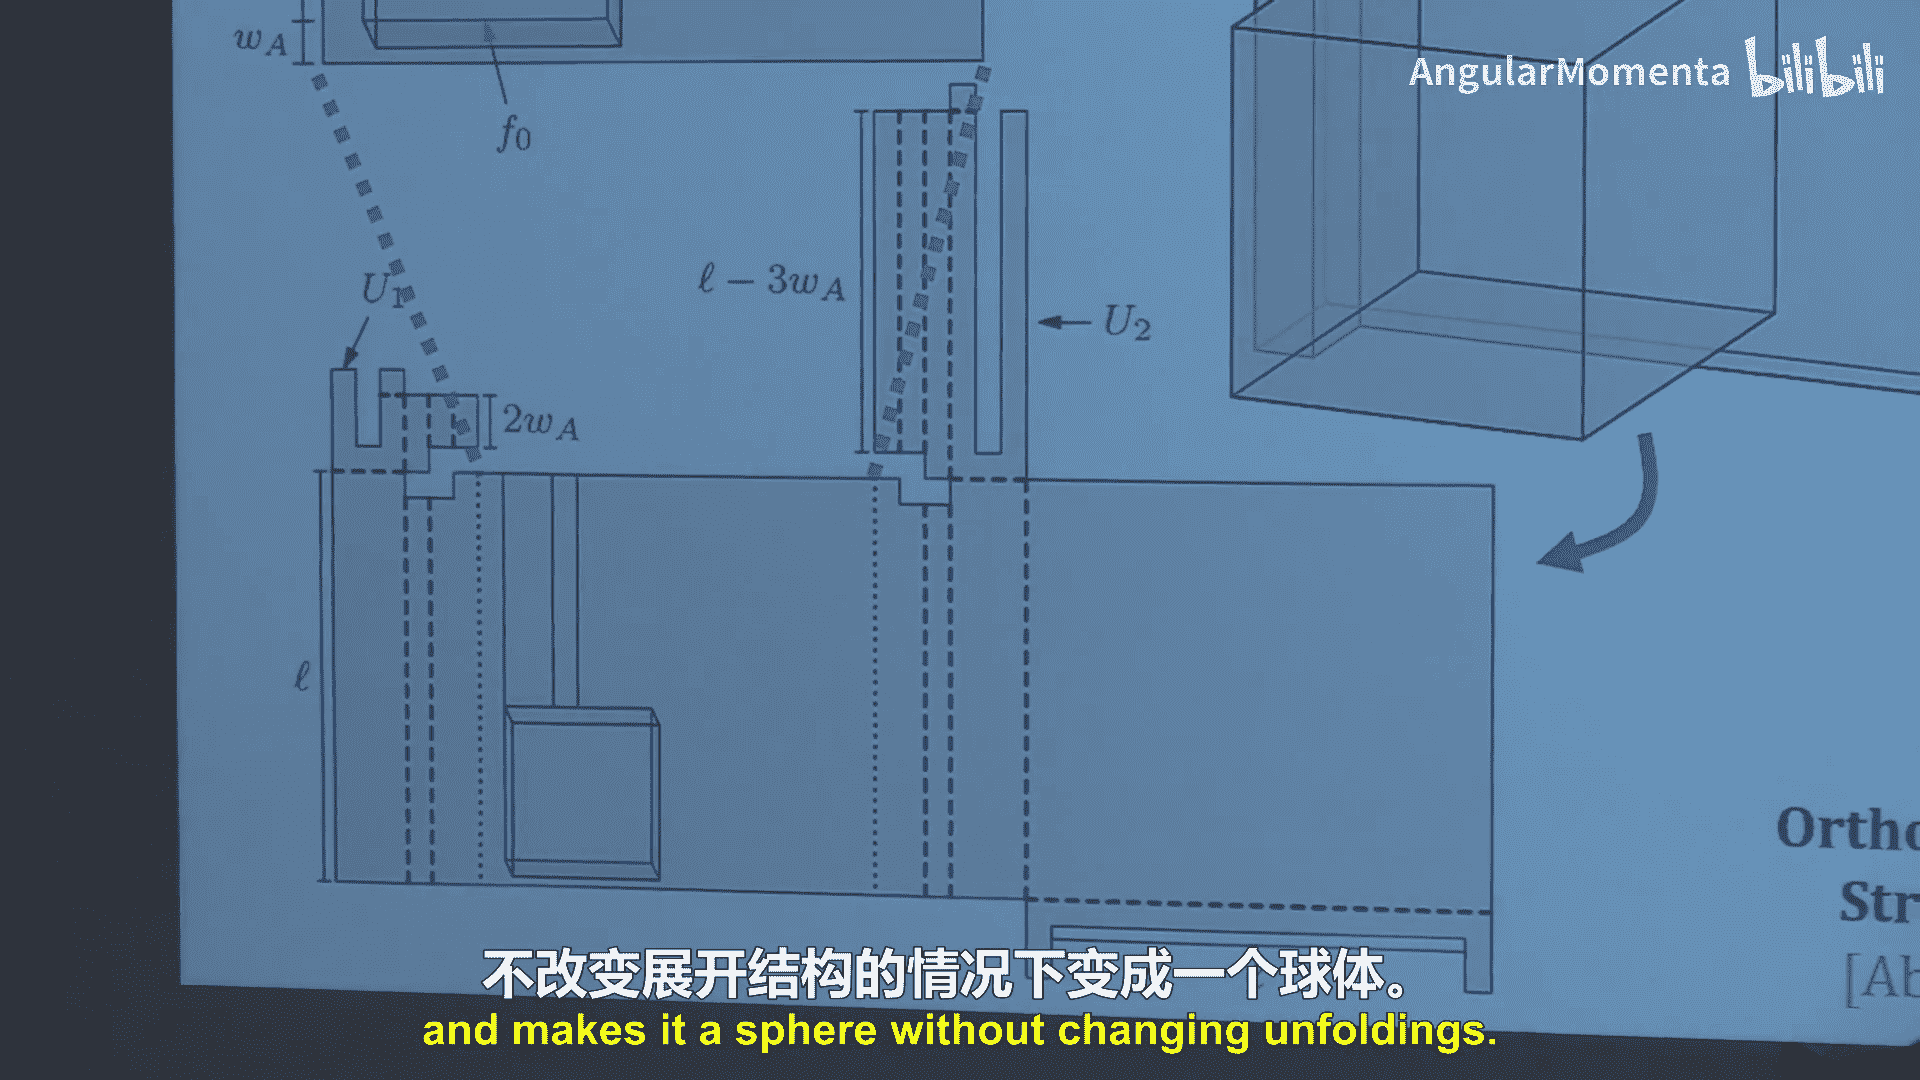 w_A
AngularMomenta bilibili
f_0
ℓ − 3w_A
U_1
U_2
2w_A
ℓ
Ortho
Str
[Ab
不改变展开结构的情况下变成一个球体。
and makes it a sphere without changing unfoldings.